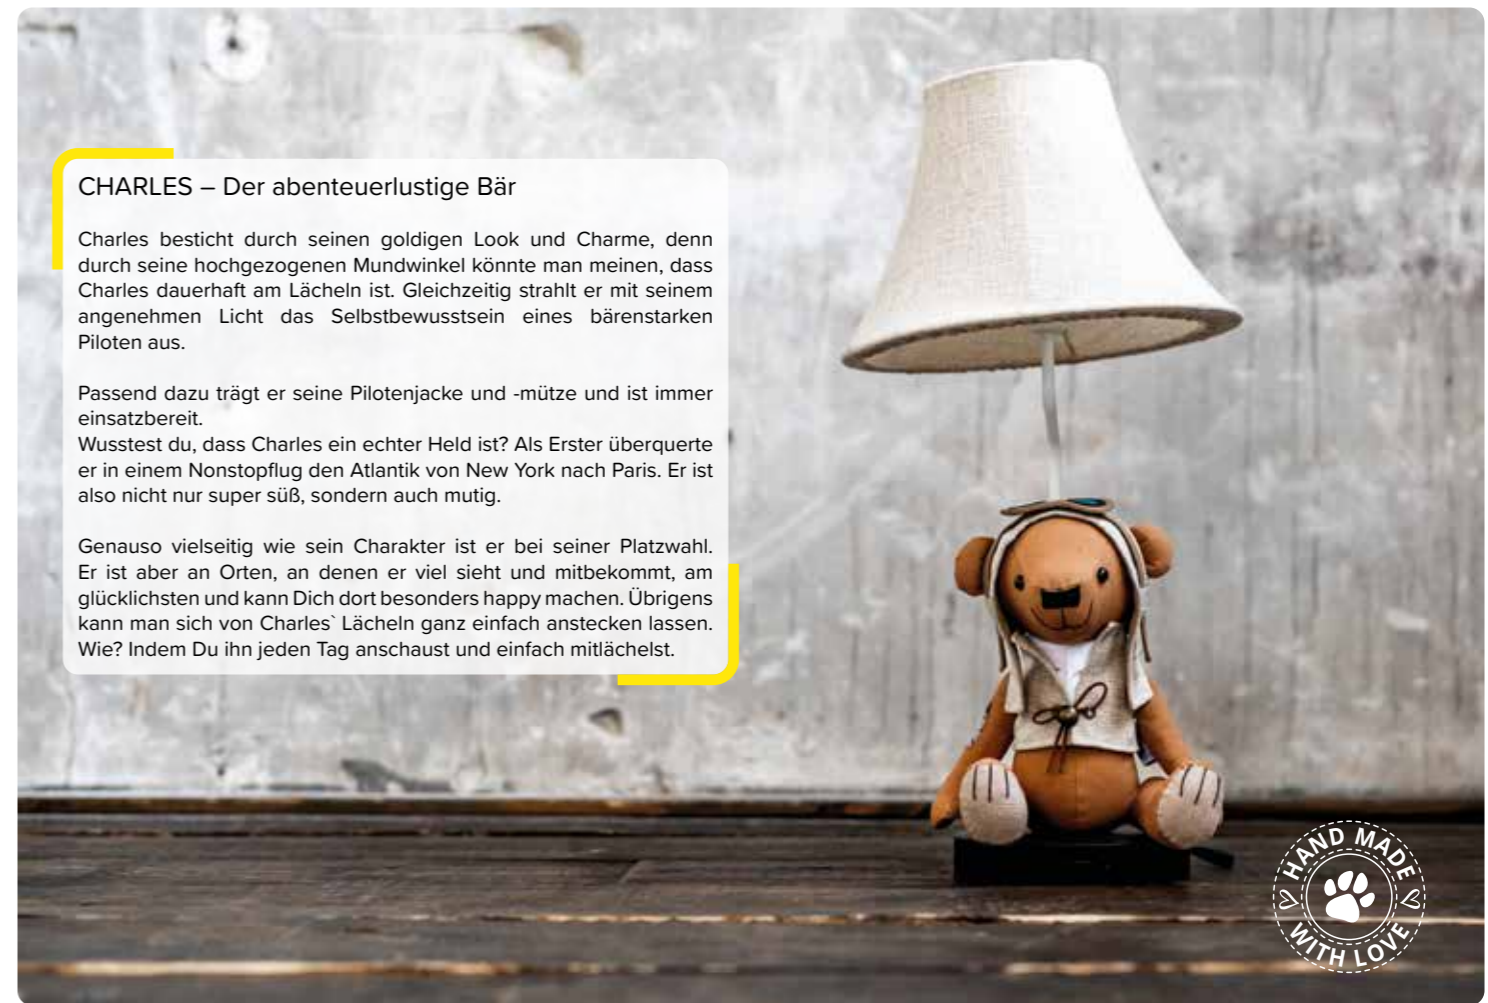 CHARLES – Der abenteuerlustige Bär
Charles besticht durch seinen goldigen Look und Charme, denn
durch seine hochgezogenen Mundwinkel könnte man meinen, dass
Charles dauerhaft am Lächeln ist. Gleichzeitig strahlt er mit seinem
angenehmen Licht das Selbstbewusstsein eines bärenstarken
Piloten aus.
Passend dazu trägt er seine Pilotenjacke und -mütze und ist immer
einsatzbereit.
Wusstest du, dass Charles ein echter Held ist? Als Erster überquerte
er in einem Nonstopflug den Atlantik von New York nach Paris. Er ist
also nicht nur super süß, sondern auch mutig.
Genauso vielseitig wie sein Charakter ist er bei seiner Platzwahl.
Er ist aber an Orten, an denen er viel sieht und mitbekommt, am
glücklichsten und kann Dich dort besonders happy machen. Übrigens
kann man sich von Charles` Lächeln ganz einfach anstecken lassen.
Wie? Indem Du ihn jeden Tag anschaust und einfach mitlächelst.
HAND MADE
WITH LOVE